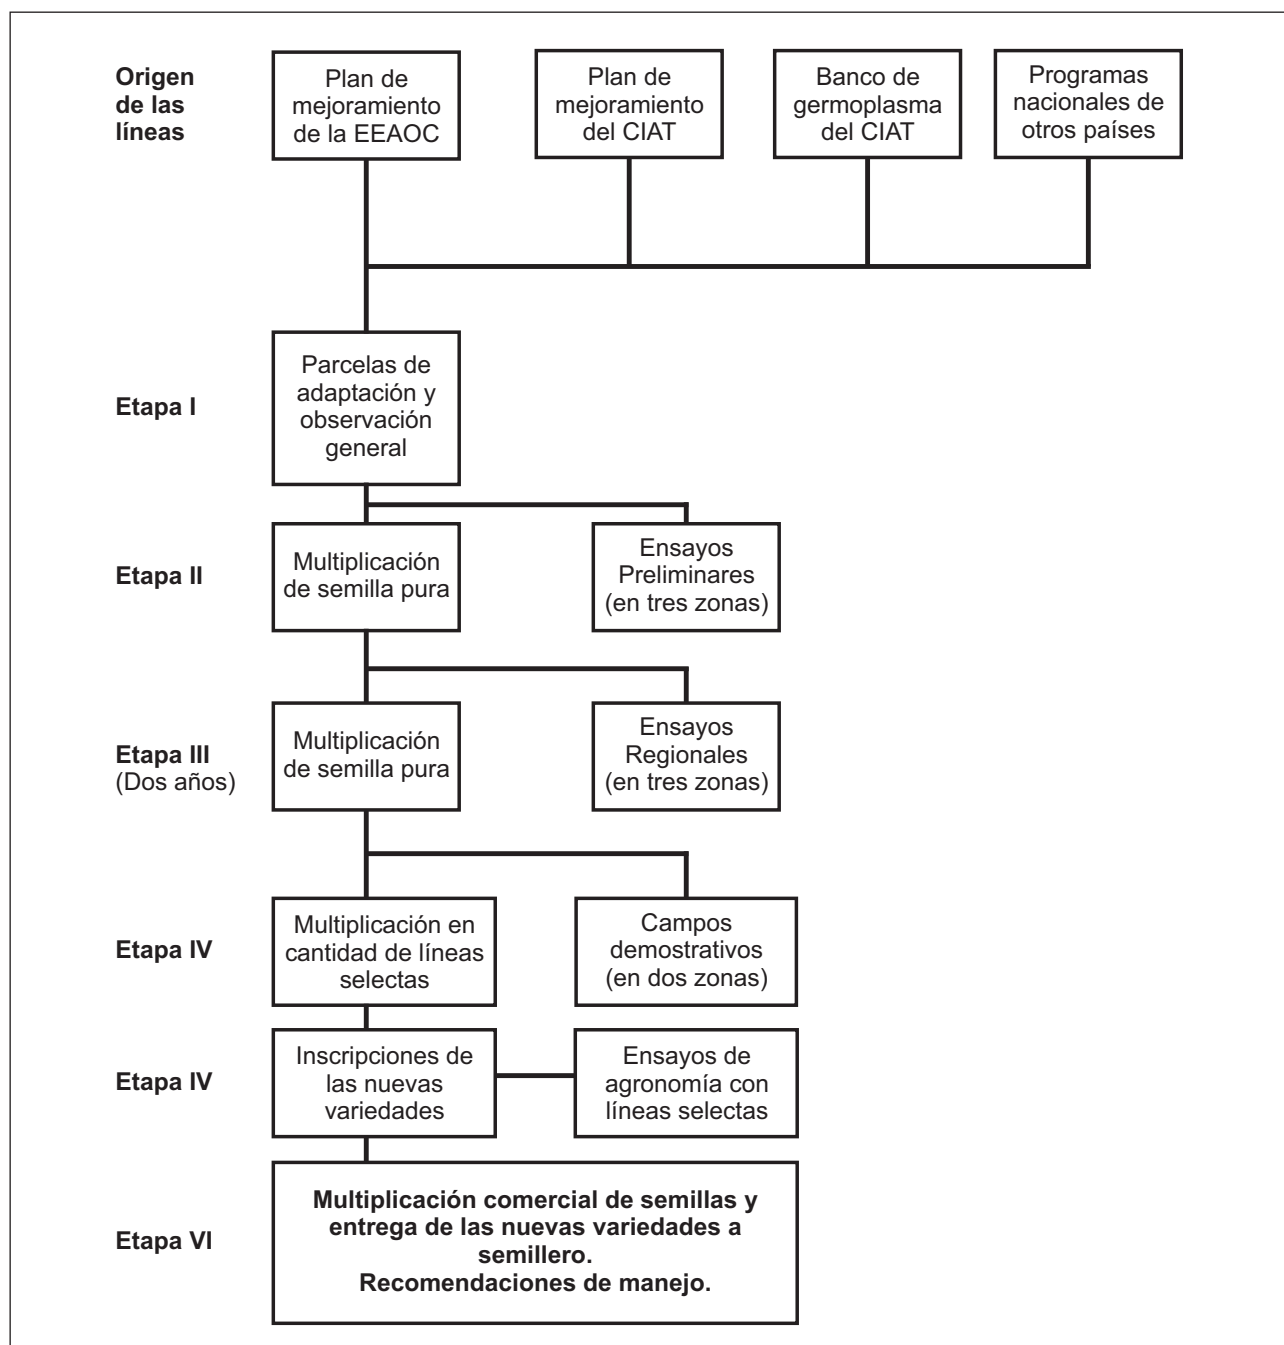 Origen
de las
líneas
Plan de
mejoramiento
de la EEAOC
Plan de
mejoramiento
del CIAT
Banco de
germoplasma
del CIAT
Programas
nacionales de
otros países
Etapa I
Parcelas de
adaptación y
observación
general
Etapa II
Multiplicación
de semilla pura
Ensayos
Preliminares
(en tres zonas)
Etapa III
(Dos años)
Multiplicación
de semilla pura
Ensayos
Regionales
(en tres zonas)
Etapa IV
Multiplicación en
cantidad de líneas
selectas
Campos
demostrativos
(en dos zonas)
Etapa IV
Inscripciones de
las nuevas
variedades
Ensayos de
agronomía con
líneas selectas
Etapa VI
Multiplicación comercial de semillas y
entrega de las nuevas variedades a
semillero.
Recomendaciones de manejo.